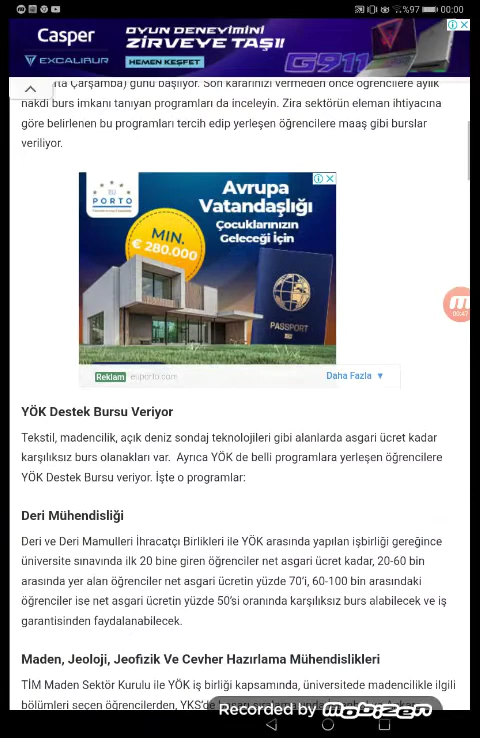 %97 00:00
Casper
EXCALIBUR
OYUN DENEYİMİNİ
ZİRVEYE TAŞI!
HEMEN KEŞFET
G911
Çarşamba) günü başlıyor. Son kararınızı vermeden önce öğrencilere aylık
nakdi burs imkanı tanıyan programları da inceleyin. Zira sektörün eleman ihtiyacına
göre belirlenen bu programları tercih edip yerleşen öğrencilere maaş gibi burslar
veriliyor.
EU
PORTO
Avrupa
Vatandaşlığı
Çocuklarınızın
Geleceği İçin
MİN.
€ 280.000
PASSPORT
00:47
Reklam euporto.com
Daha Fazla
YÖK Destek Bursu Veriyor
Tekstil, madencilik, açık deniz sondaj teknolojileri gibi alanlarda asgari ücret kadar
karşılıksız burs olanakları var. Ayrıca YÖK de belli programlara yerleşen öğrencilere
YÖK Destek Bursu veriyor. İşte o programlar:
Deri Mühendisliği
Deri ve Deri Mamulleri İhracatçı Birlikleri ile YÖK arasında yapılan işbirliği gereğince
üniversite sınavında ilk 20 bine giren öğrenciler net asgari ücret kadar, 20-60 bin
arasında yer alan öğrenciler net asgari ücretin yüzde 70'i, 60-100 bin arasındaki
öğrenciler ise net asgari ücretin yüzde 50'si oranında karşılıksız burs alabilecek ve iş
garantisinden faydalanabilecek.
Maden, Jeoloji, Jeofizik Ve Cevher Hazırlama Mühendislikleri
TİM Maden Sektör Kurulu ile YÖK iş birliği kapsamında, üniversitede madencilikle ilgili
bölümleri seçen öğrencilerden, YKS'de
Recorded by Mobizen